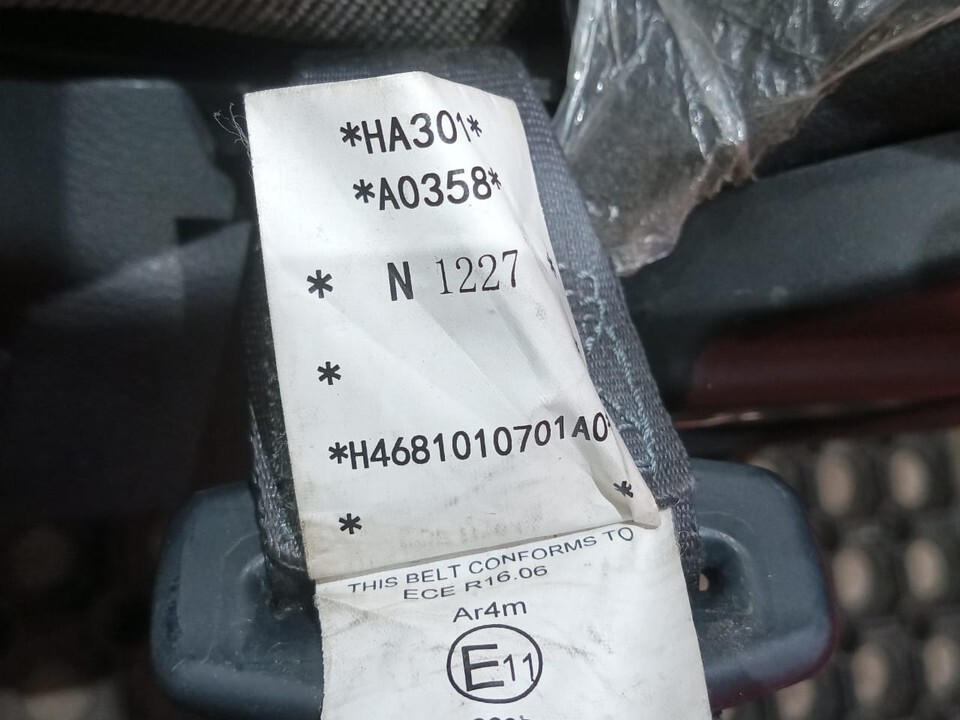 *HA301*
*A0358*
* N 1227 *
*
*H4681010701A0
* *
THIS BELT CONFORMS TO
ECE R16.06
Ar4m
E11